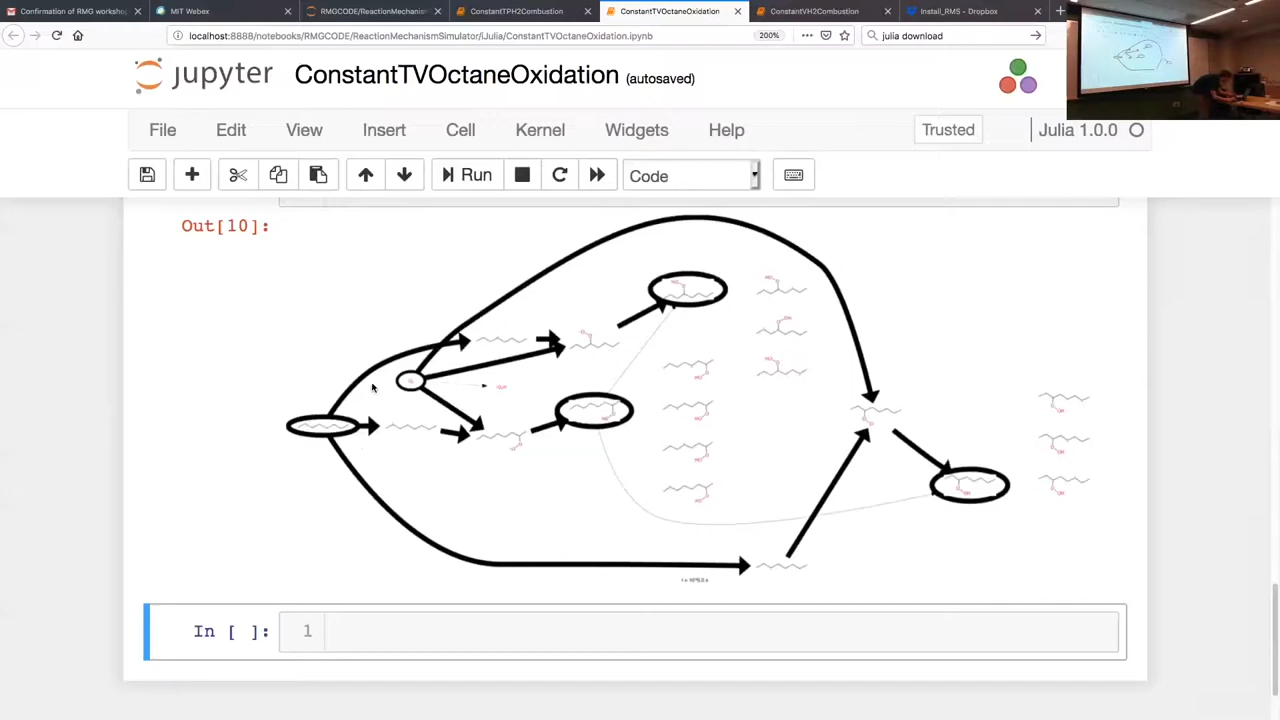 Confirmation of RMG worksho
MIT Webex
RMGCODE/ReactionMechanism
ConstantTPH2Combustion
ConstantTVOctaneOxidation
ConstantVH2Combustion
Install_RMS - Dropbox
localhost:8888/notebooks/RMGCODE/ReactionMechanismSimulator/iJulia/ConstantTVOctaneOxidation.ipynb
200%
julia download
jupyter ConstantTVOctaneOxidation (autosaved)
File Edit View Insert Cell Kernel Widgets Help Trusted Julia 1.0.0
Run Code
Out[10]:
In [ ]: 1